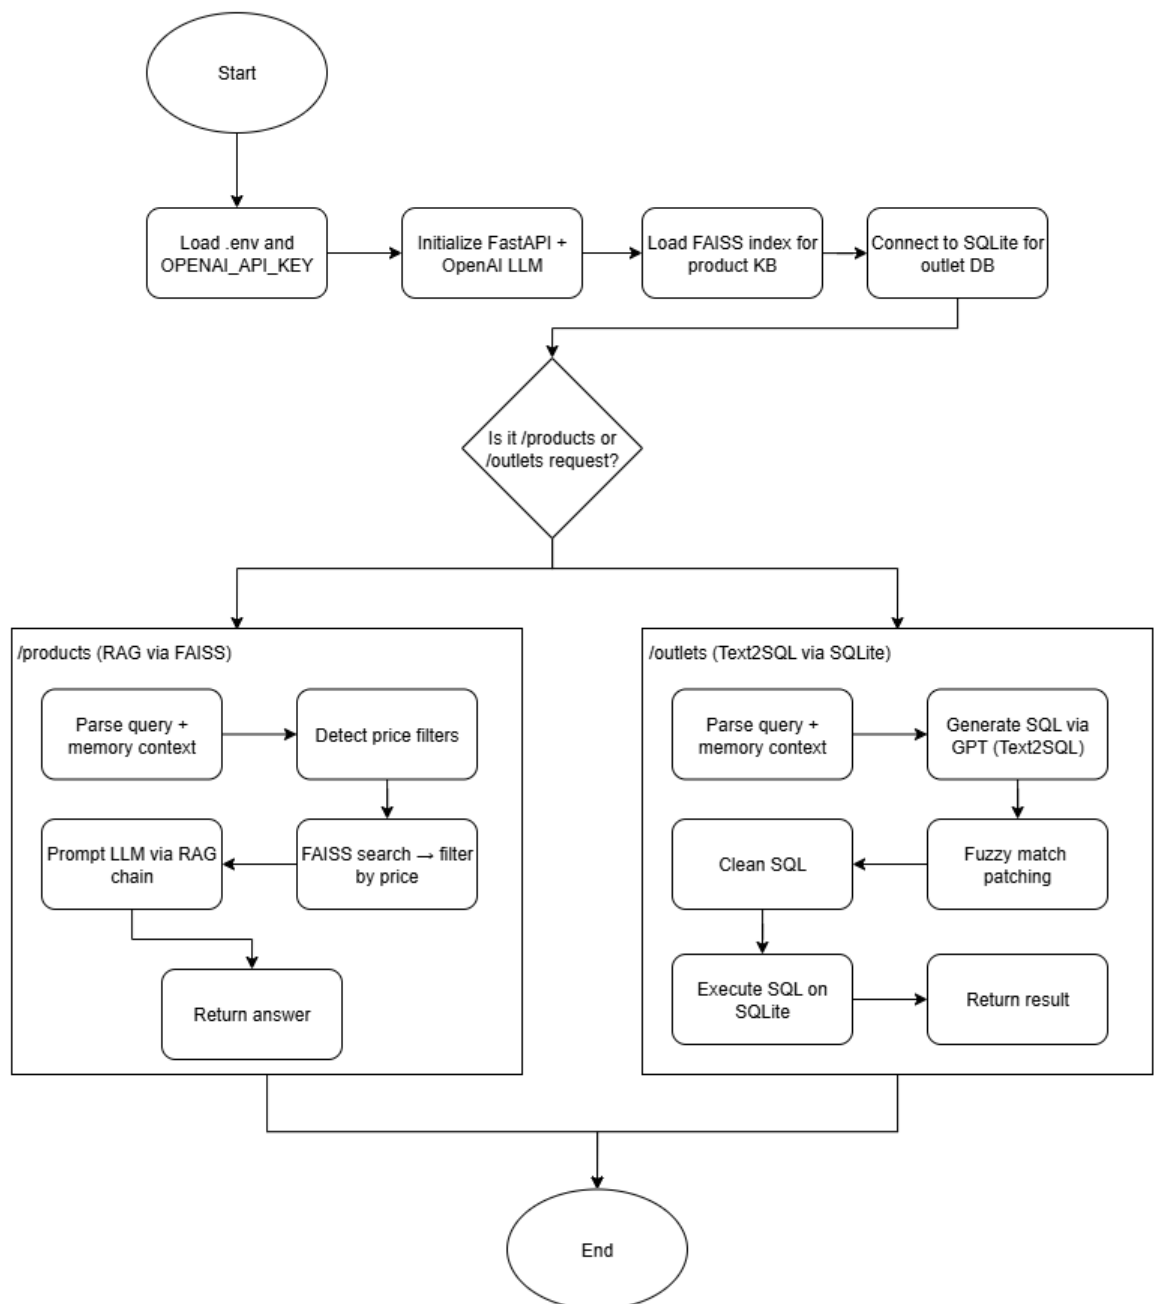 Start
Load .env and
OPENAI_API_KEY
Initialize FastAPI +
OpenAI LLM
Load FAISS index for
product KB
Connect to SQLite for
outlet DB
Is it /products or
/outlets request?
/products (RAG via FAISS)
Parse query +
memory context
Detect price filters
FAISS search → filter
by price
Prompt LLM via RAG
chain
Return answer
/outlets (Text2SQL via SQLite)
Parse query +
memory context
Generate SQL via
GPT (Text2SQL)
Fuzzy match
patching
Clean SQL
Execute SQL on
SQLite
Return result
End